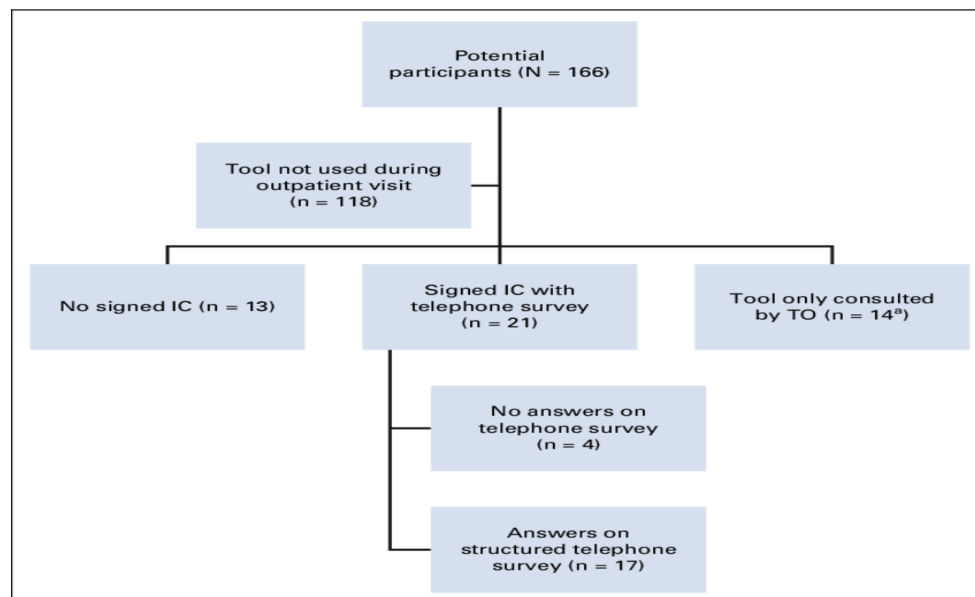 Potential
participants (N = 166)
Tool not used during
outpatient visit
(n = 118)
No signed IC (n = 13)
Signed IC with
telephone survey
(n = 21)
Tool only consulted
by TO (n = 14ᵃ)
No answers on
telephone survey
(n = 4)
Answers on
structured telephone
survey (n = 17)